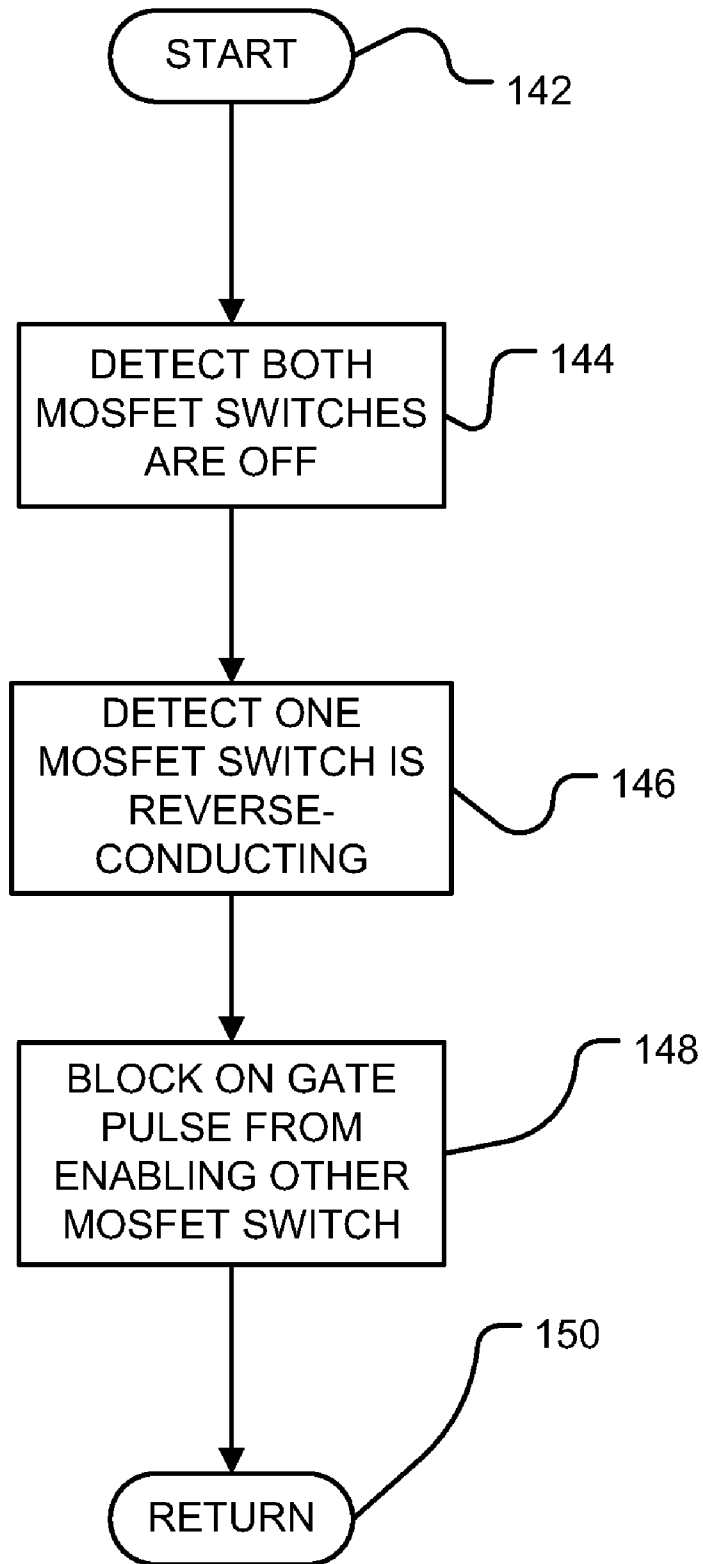 START
142
DETECT BOTH
MOSFET SWITCHES
ARE OFF
144
DETECT ONE
MOSFET SWITCH IS
REVERSE-
CONDUCTING
146
BLOCK ON GATE
PULSE FROM
ENABLING OTHER
MOSFET SWITCH
148
RETURN
150